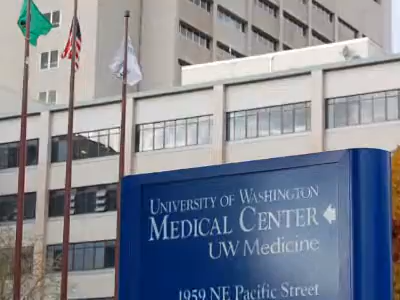 UNIVERSITY OF WASHINGTON
MEDICAL CENTER
UW Medicine
1959 NE Pacific Street